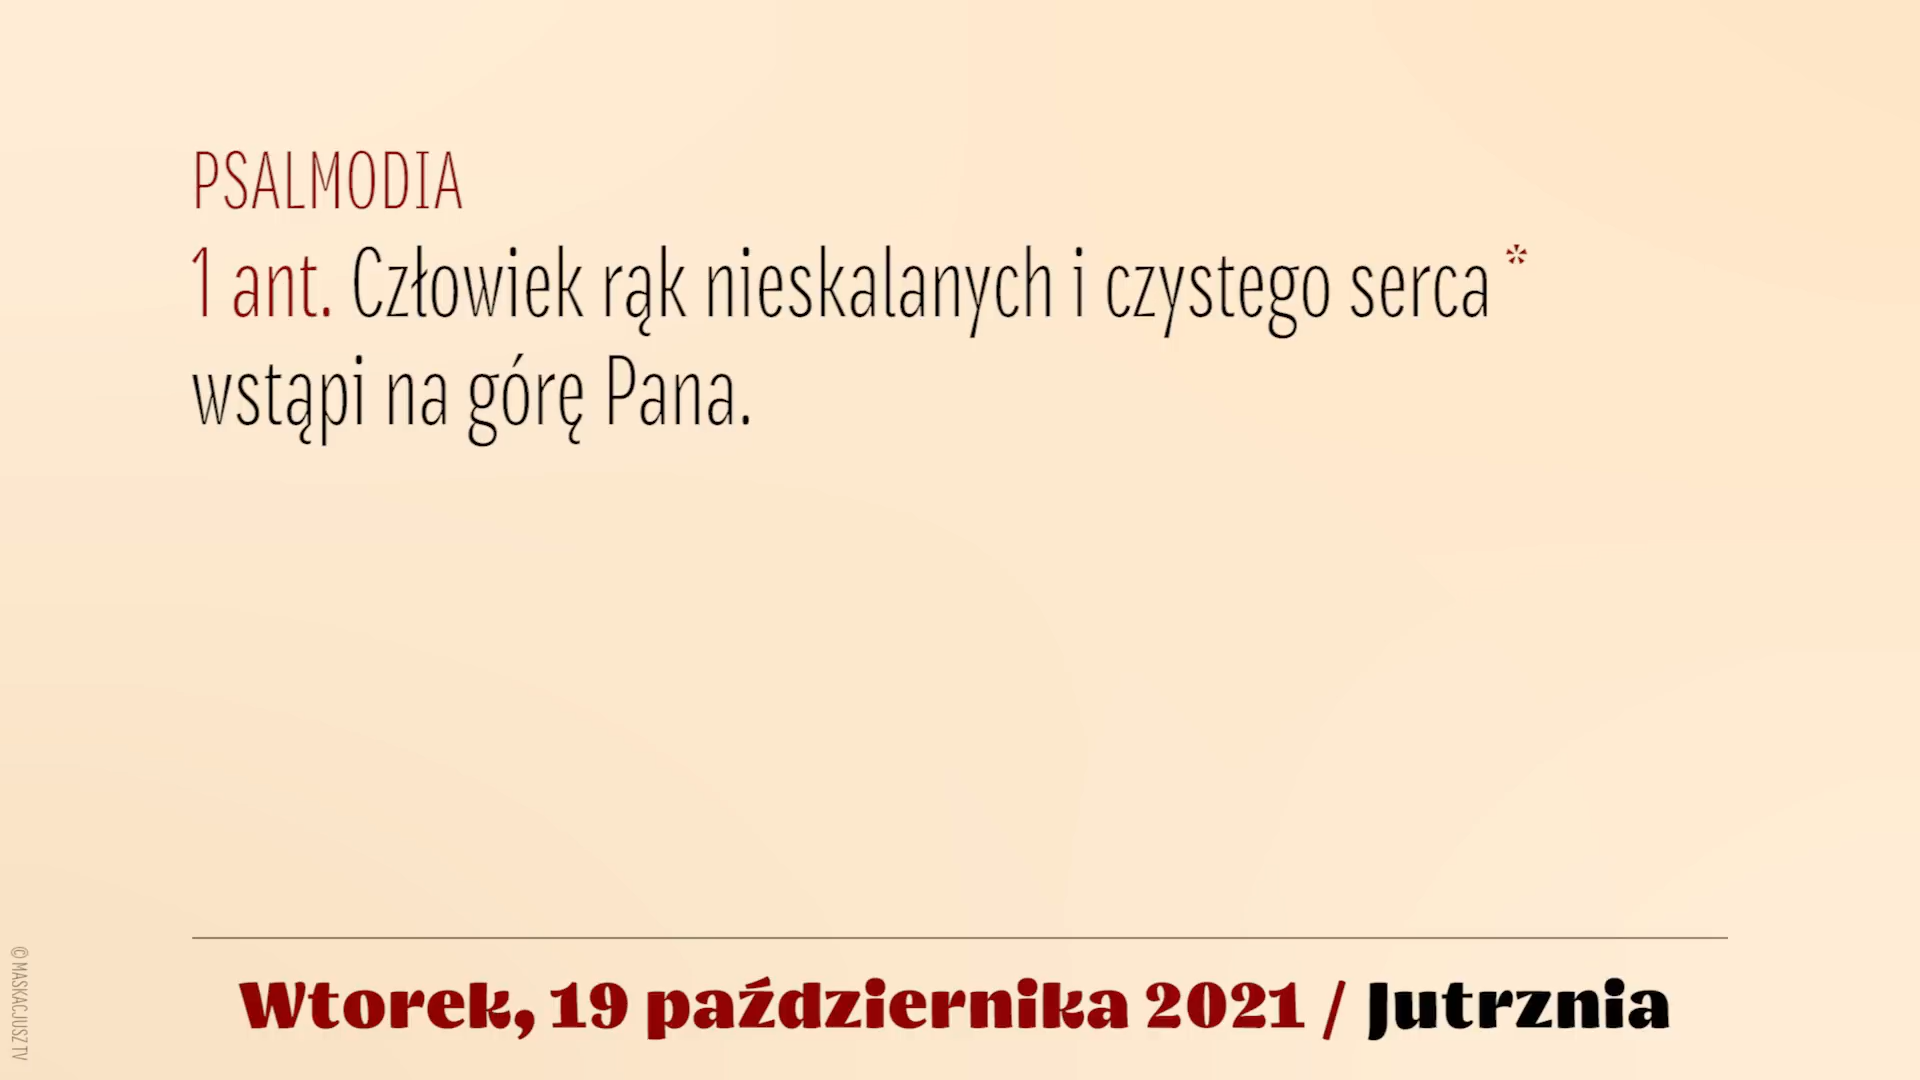 PSALMODIA
1 ant. Człowiek rąk nieskalanych i czystego serca *
wstąpi na górę Pana.
Wtorek, 19 października 2021 / Jutrznia
© MASKACJUSZ TV